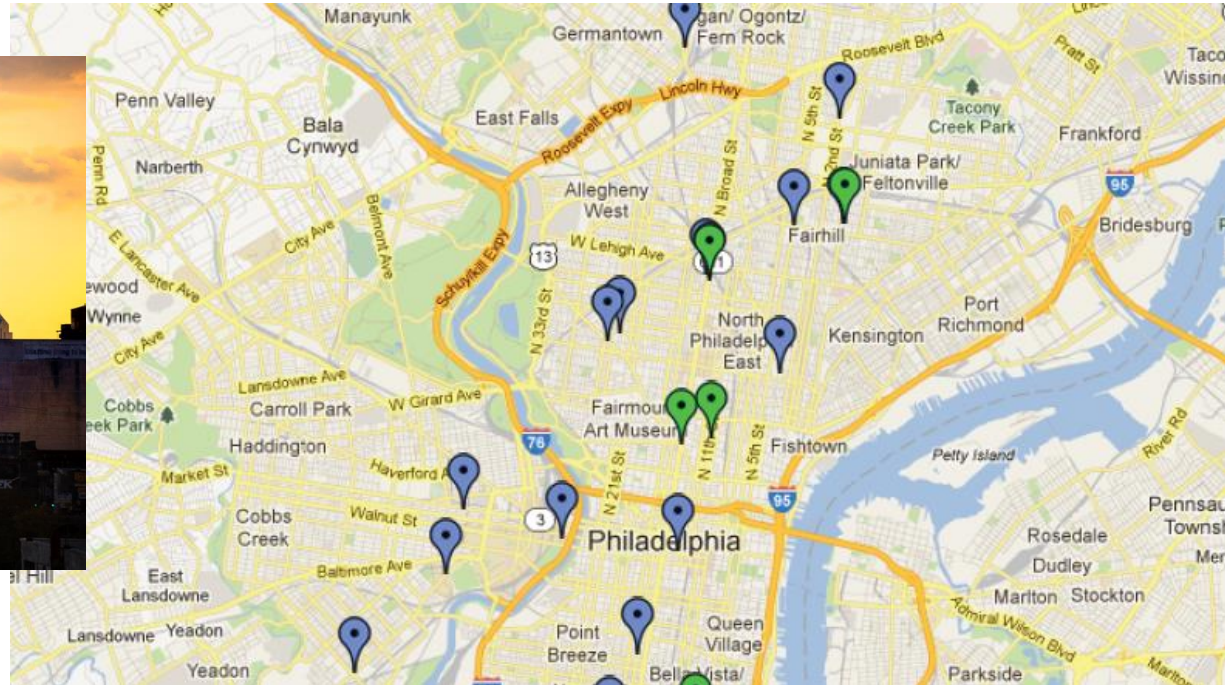 Manayunk
gan/ Ogontz/
Fern Rock
Germantown
Roosevelt Blvd
Pratt St
Taco
Wissin
Penn Valley
Lincoln Hwy
N 5th St
Tacony
Creek Park
East Falls
Roosevelt Expy
Bala
Cynwyd
Frankford
Narberth
N Broad St
Juniata Park/
Feltonville
Penn Rd
Allegheny
West
95
Belmont Ave
Bridesburg
City Ave
Fairhill
W Lehigh Ave
13
E Lancaster Ave
Schuylkill Expy
ewood
Wynne
N 33rd St
Port
Richmond
North
East
Kensington
City Ave
Lansdowne Ave
Carroll Park
W Girard Ave
Cobbs
eek Park
Art Museum
Haddington
76
N 11th
N 5th St
Fishtown
River Rd
Petty Island
Market St
Haverford A
N 21st St
95
Walnut St
3
Philadelphia
Pennsau
Townsh
Cobbs
Creek
Rosedale
Baltimore Ave
Dudley
Mer
el Hill
East
Lansdowne
Marlton
Stockton
Admiral Wilson Blvd
Lansdowne
Yeadon
Point
Breeze
Queen
Village
Yeadon
Bella Vista/
Parkside
Marlto